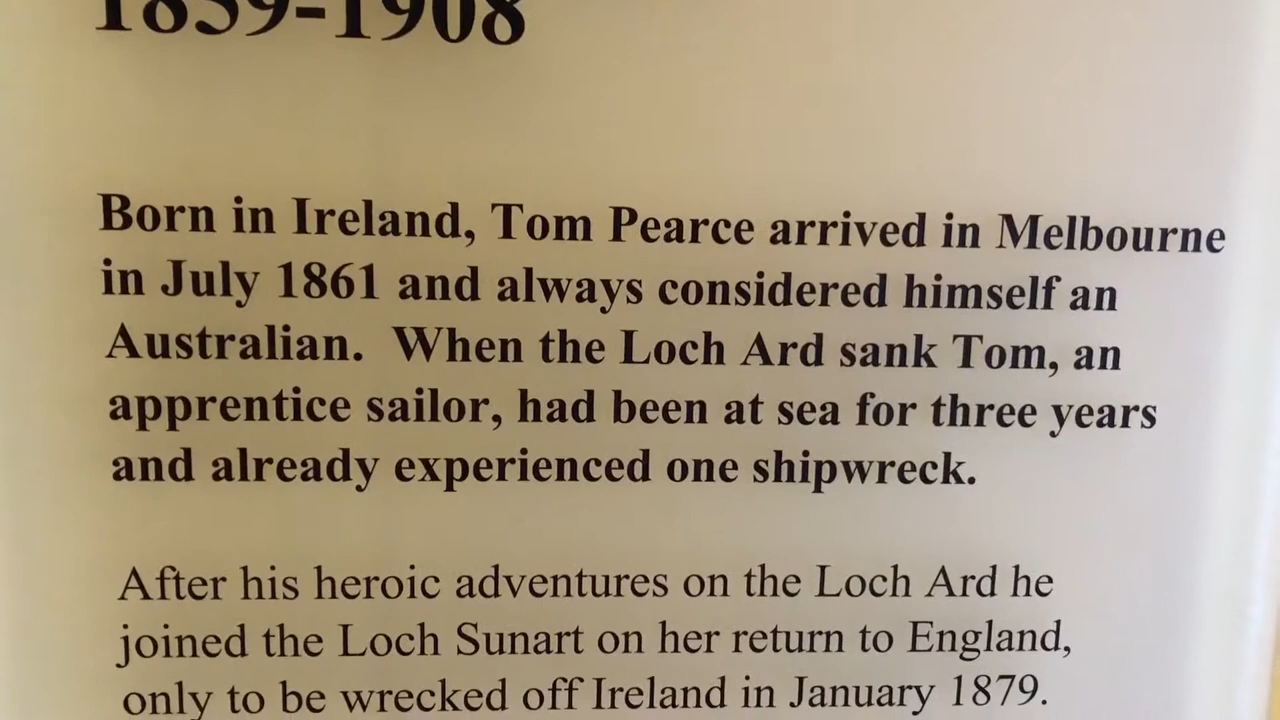 1859-1908
Born in Ireland, Tom Pearce arrived in Melbourne
in July 1861 and always considered himself an
Australian. When the Loch Ard sank Tom, an
apprentice sailor, had been at sea for three years
and already experienced one shipwreck.
After his heroic adventures on the Loch Ard he
joined the Loch Sunart on her return to England,
only to be wrecked off Ireland in January 1879.